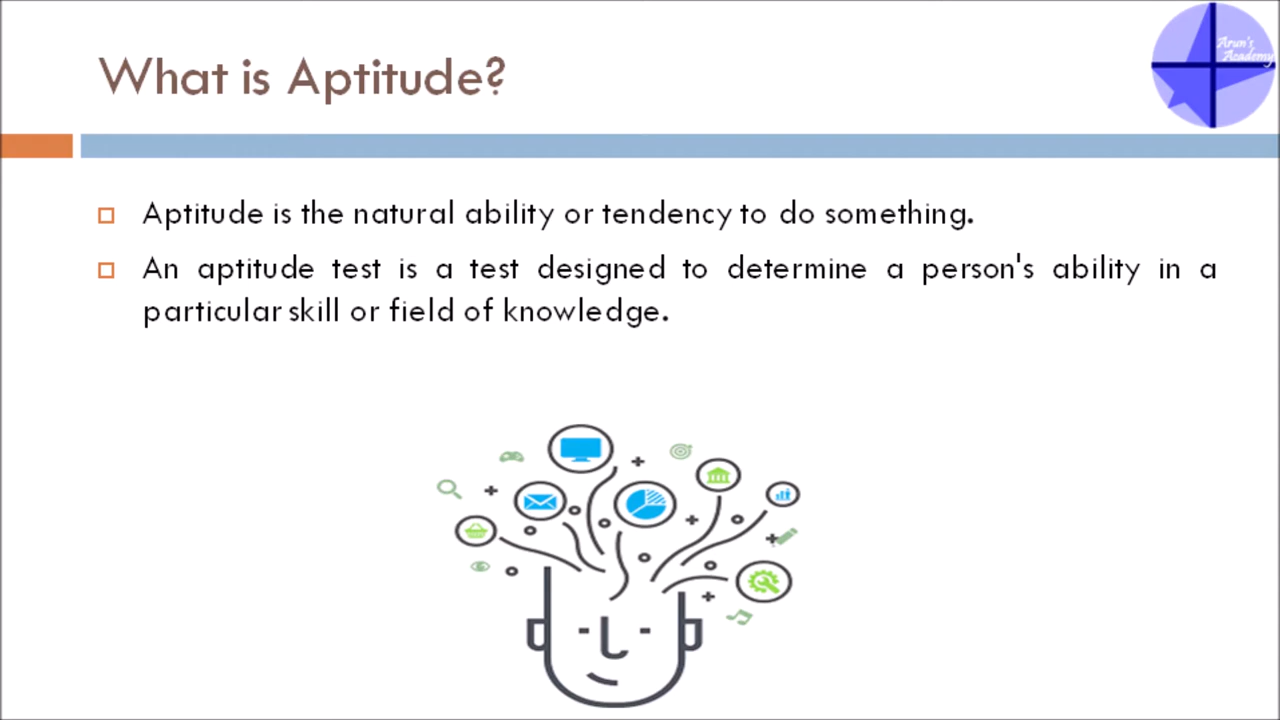 Arun's
Academy
What is Aptitude?
Aptitude is the natural ability or tendency to do something.
An aptitude test is a test designed to determine a person's ability in a
particular skill or field of knowledge.